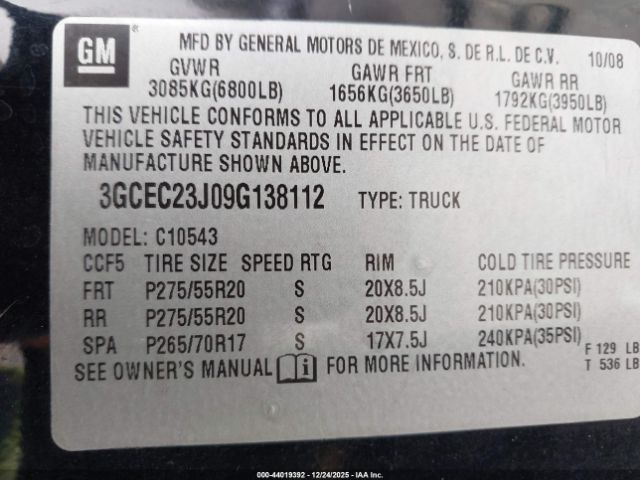 GM
MFD BY GENERAL MOTORS DE MEXICO, S. DE R.L. DE C.V. 10/08
GVWR GAWR FRT GAWR RR
3085KG(6800LB) 1656KG(3650LB) 1792KG(3950LB)
THIS VEHICLE CONFORMS TO ALL APPLICABLE U.S. FEDERAL MOTOR
VEHICLE SAFETY STANDARDS IN EFFECT ON THE DATE OF
MANUFACTURE SHOWN ABOVE.
3GCEC23J09G138112 TYPE: TRUCK
MODEL: C10543
CCF5 TIRE SIZE SPEED RTG RIM COLD TIRE PRESSURE
FRT P275/55R20 S 20X8.5J 210KPA(30PSI)
RR P275/55R20 S 20X8.5J 210KPA(30PSI)
SPA P265/70R17 S 17X7.5J 240KPA(35PSI)
F 129 LB
SEE OWNER'S MANUAL i FOR MORE INFORMATION. T 536 LB
000-44019392 - 12/24/2025 - IAA Inc.